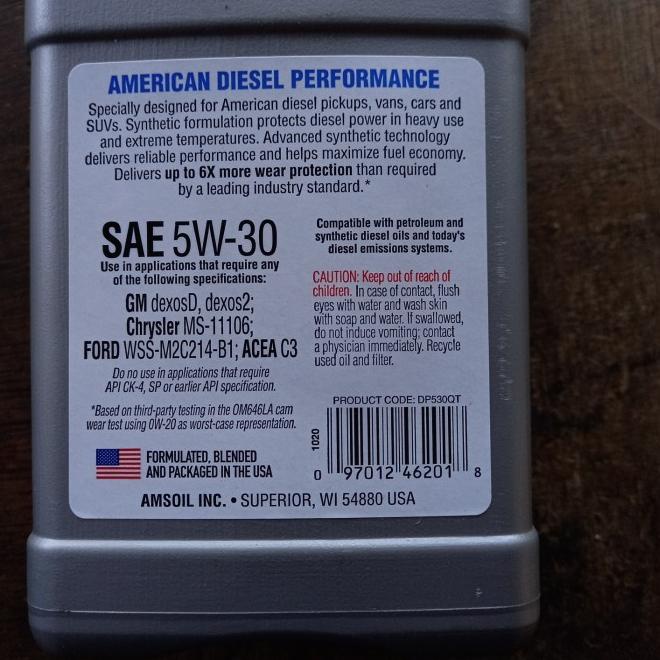 AMERICAN DIESEL PERFORMANCE
Specially designed for American diesel pickups, vans, cars and
SUVs. Synthetic formulation protects diesel power in heavy use
and extreme temperatures. Advanced synthetic technology
delivers reliable performance and helps maximize fuel economy.
Delivers up to 6X more wear protection than required
by a leading industry standard.*
SAE 5W-30
Use in applications that require any
of the following specifications:
GM dexosD, dexos2;
Chrysler MS-11106;
FORD WSS-M2C214-B1; ACEA C3
Do no use in applications that require
API CK-4, SP or earlier API specification.
*Based on third-party testing in the OM646LA cam
wear test using 0W-20 as worst-case representation.
FORMULATED, BLENDED
AND PACKAGED IN THE USA
Compatible with petroleum and
synthetic diesel oils and today's
diesel emissions systems.
CAUTION: Keep out of reach of
children. In case of contact, flush
eyes with water and wash skin
with soap and water. If swallowed,
do not induce vomiting; contact
a physician immediately. Recycle
used oil and filter.
PRODUCT CODE: DP530QT
1020
0 97012 46201 8
AMSOIL INC. • SUPERIOR, WI 54880 USA